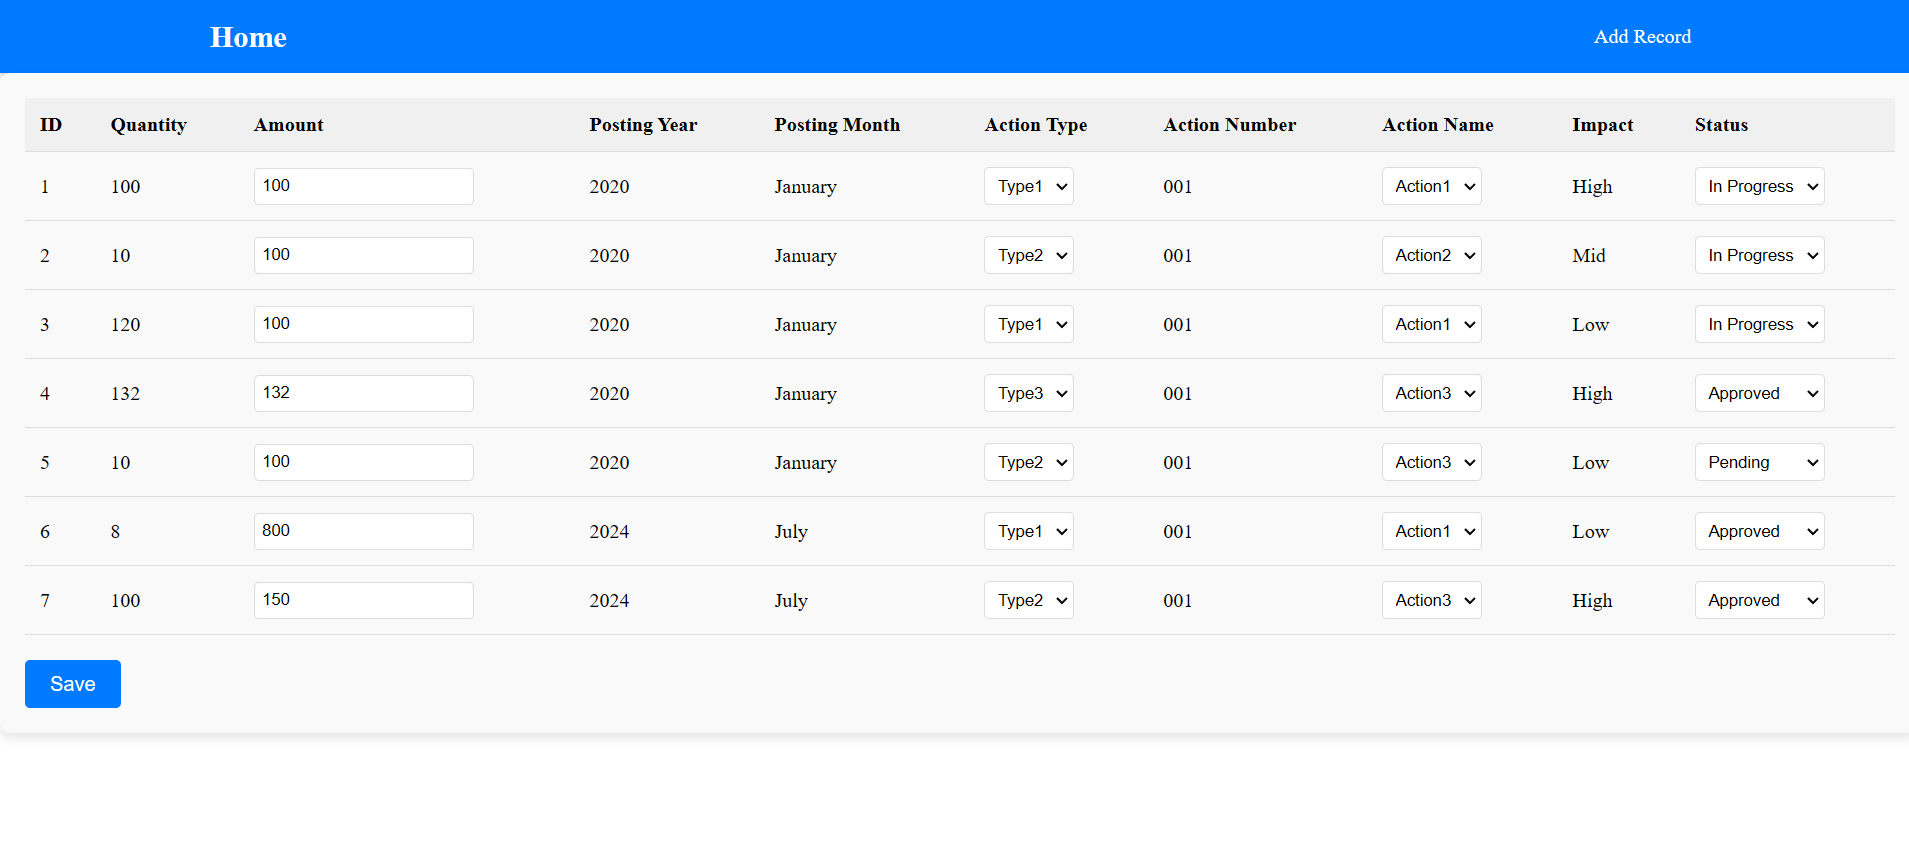 Home Add Record
ID Quantity Amount Posting Year Posting Month Action Type Action Number Action Name Impact Status
1 100 100 2020 January Type1 001 Action1 High In Progress
2 10 100 2020 January Type2 001 Action2 Mid In Progress
3 120 100 2020 January Type1 001 Action1 Low In Progress
4 132 132 2020 January Type3 001 Action3 High Approved
5 10 100 2020 January Type2 001 Action3 Low Pending
6 8 800 2024 July Type1 001 Action1 Low Approved
7 100 150 2024 July Type2 001 Action3 High Approved
Save